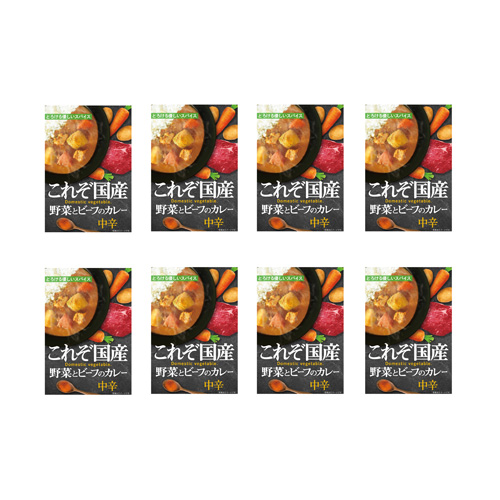 とろける優しいスパイス とろける優しいスパイス とろける優しいスパイス とろける優しいスパイス
これぞ国産 これぞ国産 これぞ国産 これぞ国産
Domestic vegetable. Domestic vegetable. Domestic vegetable. Domestic vegetable.
野菜とビーフのカレー 野菜とビーフのカレー 野菜とビーフのカレー 野菜とビーフのカレー
中辛 中辛 中辛 中辛
とろける優しいスパイス とろける優しいスパイス とろける優しいスパイス とろける優しいスパイス
これぞ国産 これぞ国産 これぞ国産 これぞ国産
Domestic vegetable. Domestic vegetable. Domestic vegetable. Domestic vegetable.
野菜とビーフのカレー 野菜とビーフのカレー 野菜とビーフのカレー 野菜とビーフのカレー
中辛 中辛 中辛 中辛